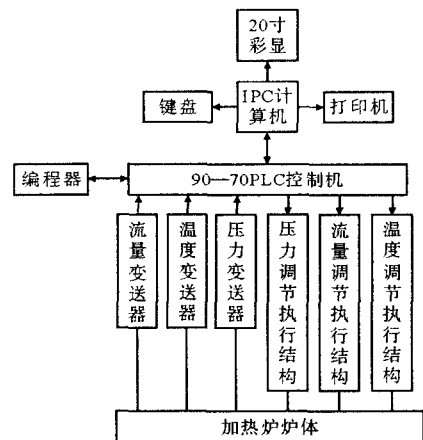 20寸
彩显
键盘
IPC计
算机
打印机
编程器
90—70PLC控制机
流量变送器
温度变送器
压力变送器
压力调节执行结构
流量调节执行结构
温度调节执行结构
加热炉炉体